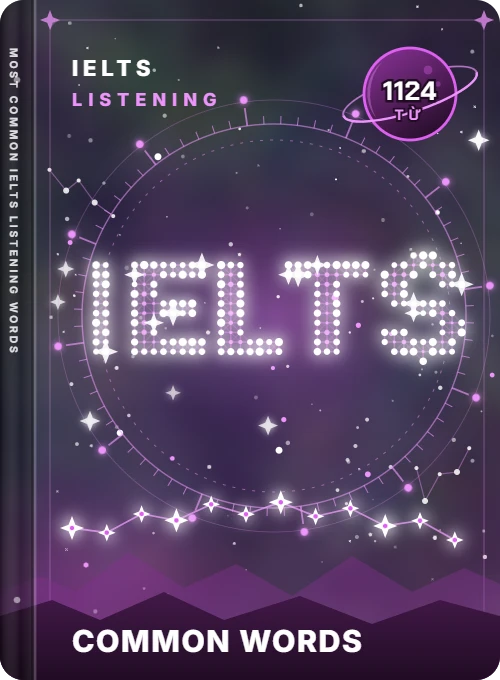 MOST COMMON IELTS LISTENING WORDS
IELTS
LISTENING
1124
TỪ
IELTS
COMMON WORDS